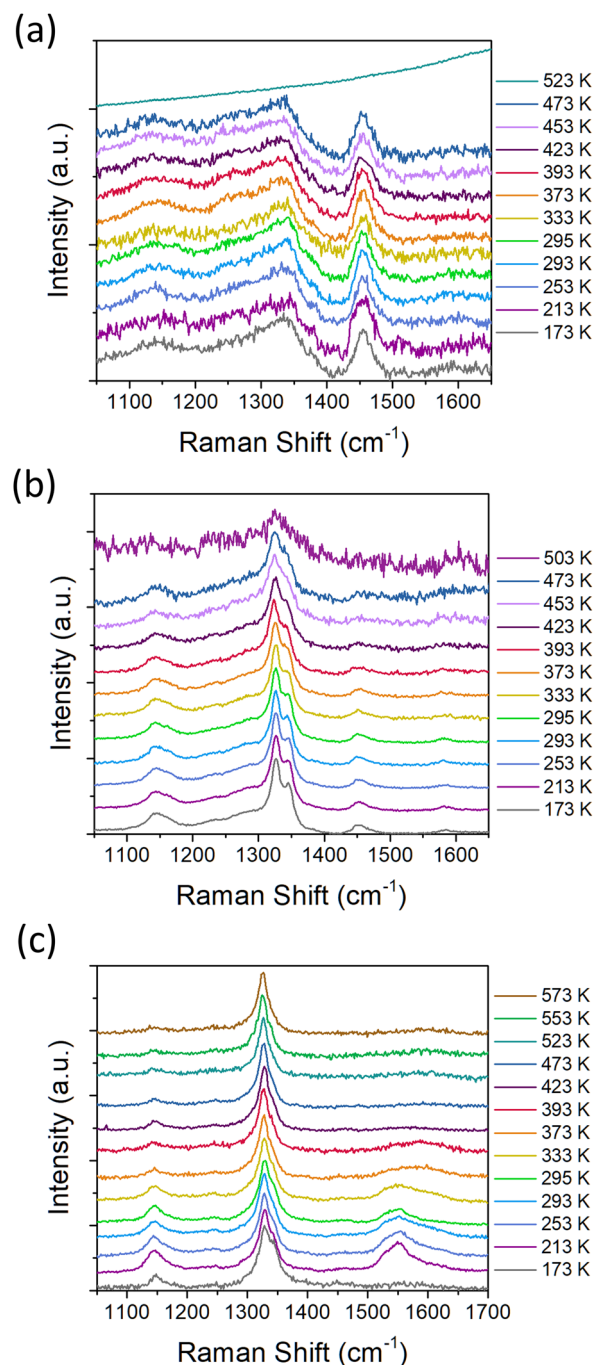 (a)
523 K
473 K
453 K
423 K
393 K
373 K
333 K
295 K
293 K
253 K
213 K
173 K
Intensity (a.u.)
1100 1200 1300 1400 1500 1600
Raman Shift (cm⁻¹)
(b)
503 K
473 K
453 K
423 K
393 K
373 K
333 K
295 K
293 K
253 K
213 K
173 K
Intensity (a.u.)
1100 1200 1300 1400 1500 1600
Raman Shift (cm⁻¹)
(c)
573 K
553 K
523 K
473 K
423 K
393 K
373 K
333 K
295 K
293 K
253 K
213 K
173 K
Intensity (a.u.)
1100 1200 1300 1400 1500 1600 1700
Raman Shift (cm⁻¹)